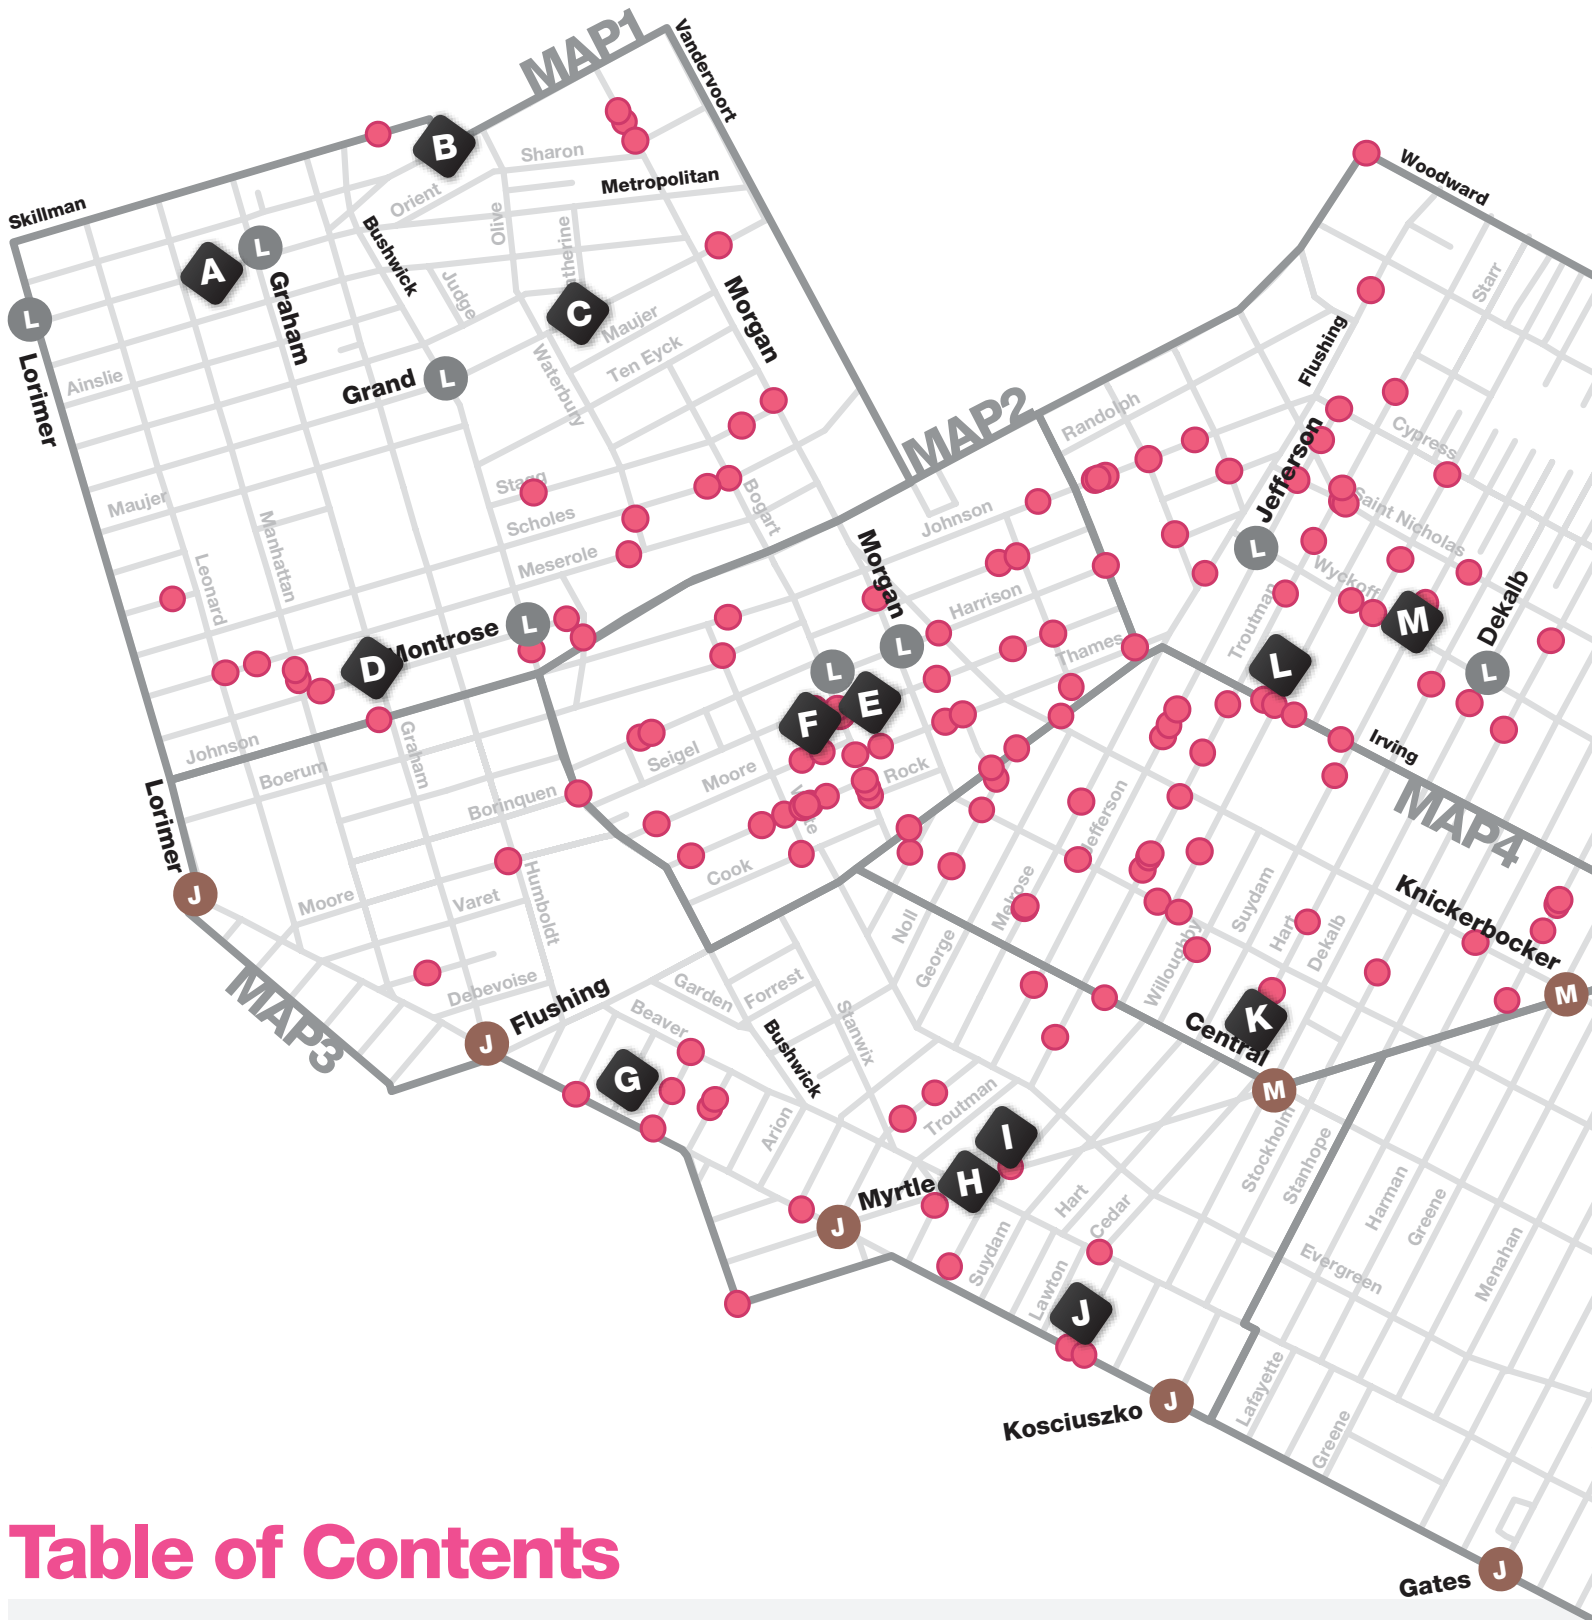 MAP1
Vandervoort
B
Sharon
Metropolitan
Woodward
Skillman
Orient
Olive
Bushwick
A
L
Graham
Judge
C
Maujer
Morgan
Starr
L
Lorimer
Ainslie
Grand
L
Waterbury
Ten Eyck
Flushing
MAP2
Randolph
Cypress
Maujer
Manhattan
Scholes
Bogart
Johnson
Jefferson
Saint Nicholas
Meserole
Leonard
Morgan
L
Harrison
Wyckoff
Troutman
M
Dekalb
L
D
Montrose
L
L
L
Thames
L
F
E
Johnson
Boerum
Graham
Seigel
Moore
Rock
Irving
MAP4
Lorimer
Borinquen
Jefferson
J
Moore
Varet
Humboldt
Cook
Noll
George
Melrose
Willoughby
Suydam
Hart
Dekalb
Knickerbocker
M
MAP3
Debevoise
Flushing
J
Garden
Forrest
Beaver
Bushwick
Stanwix
K
Central
M
G
Arion
Troutman
I
H
Myrtle
J
Stockholm
Stanhope
Hart
Cedar
Suydam
Lawton
Harman
Greene
Menahan
Evergreen
J
Kosciuszko
J
Lafayette
Greene
Table of Contents
Gates
J